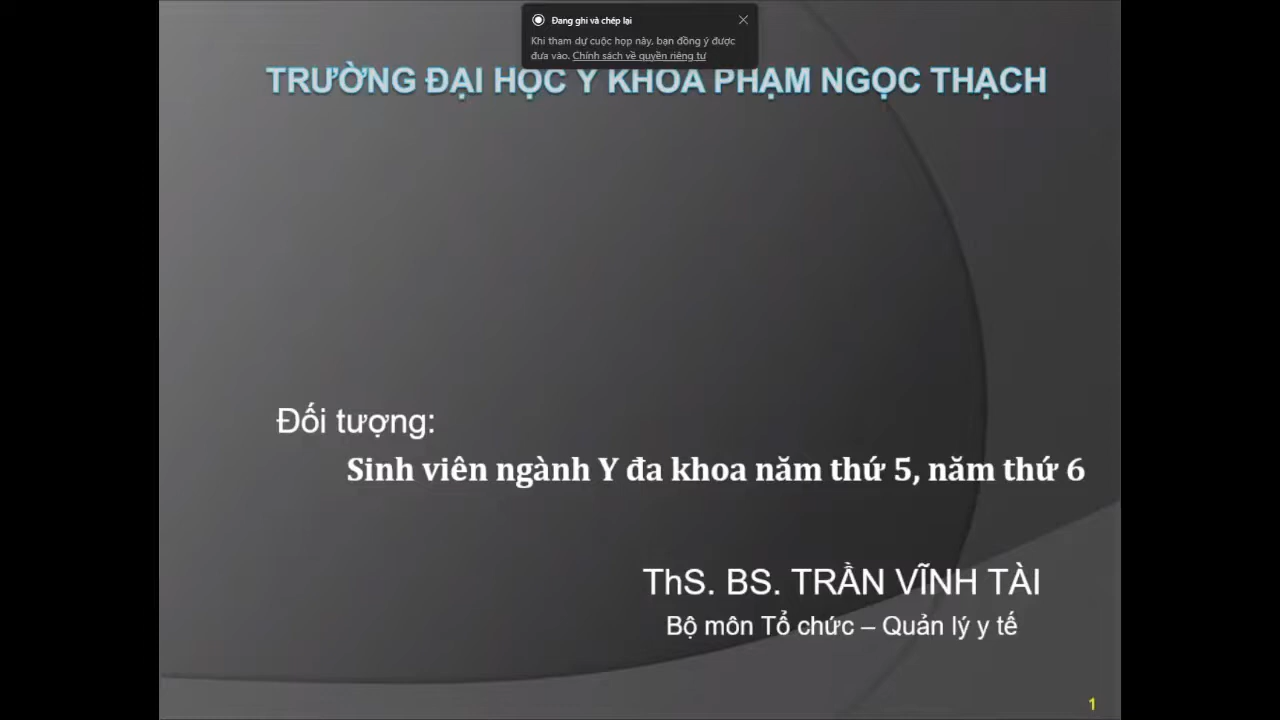 Đang ghi và chép lại
Khi tham dự cuộc họp này, bạn đồng ý được
đưa vào. Chính sách về quyền riêng tư
TRƯỜNG ĐẠI HỌC Y KHOA PHẠM NGỌC THẠCH
Đối tượng:
Sinh viên ngành Y đa khoa năm thứ 5, năm thứ 6
ThS. BS. TRẦN VĨNH TÀI
Bộ môn Tổ chức – Quản lý y tế
1